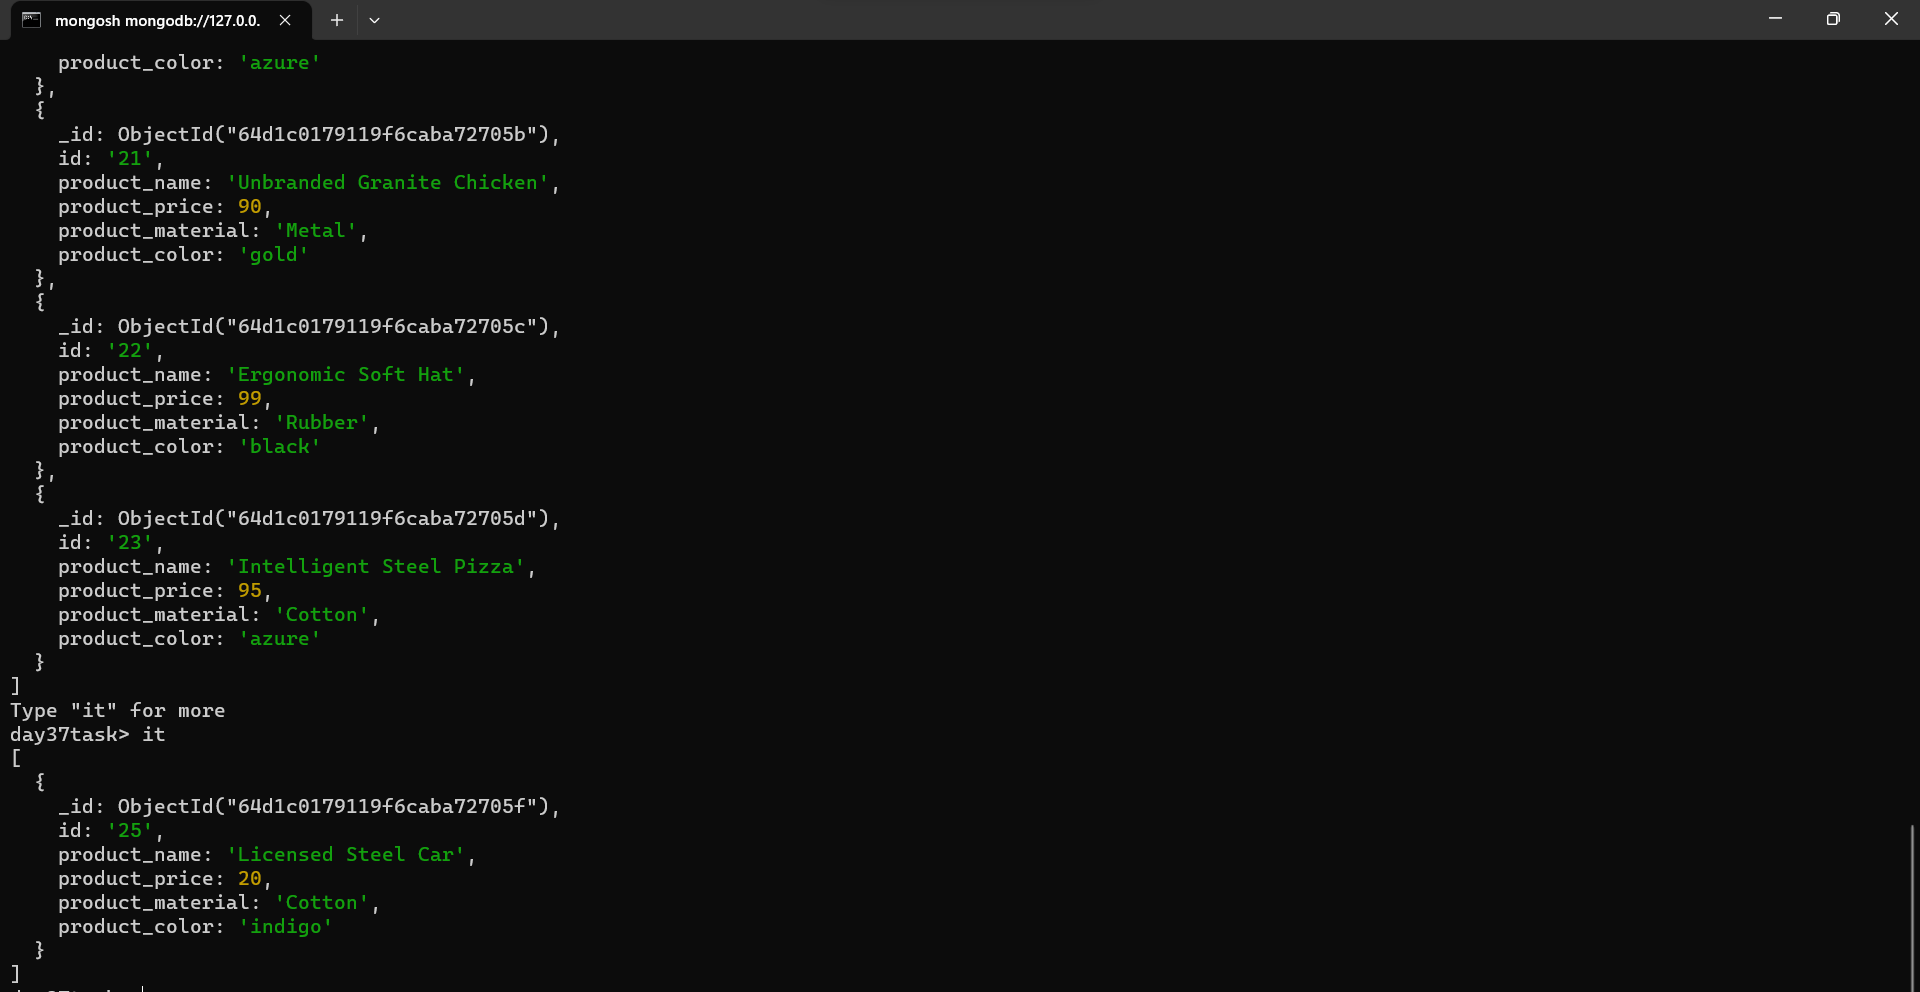 mongosh mongodb://127.0.0.
product_color: 'azure'
},
{
_id: ObjectId("64d1c0179119f6caba72705b"),
id: '21',
product_name: 'Unbranded Granite Chicken',
product_price: 90,
product_material: 'Metal',
product_color: 'gold'
},
{
_id: ObjectId("64d1c0179119f6caba72705c"),
id: '22',
product_name: 'Ergonomic Soft Hat',
product_price: 99,
product_material: 'Rubber',
product_color: 'black'
},
{
_id: ObjectId("64d1c0179119f6caba72705d"),
id: '23',
product_name: 'Intelligent Steel Pizza',
product_price: 95,
product_material: 'Cotton',
product_color: 'azure'
}
]
Type "it" for more
day37task> it
[
{
_id: ObjectId("64d1c0179119f6caba72705f"),
id: '25',
product_name: 'Licensed Steel Car',
product_price: 20,
product_material: 'Cotton',
product_color: 'indigo'
}
]